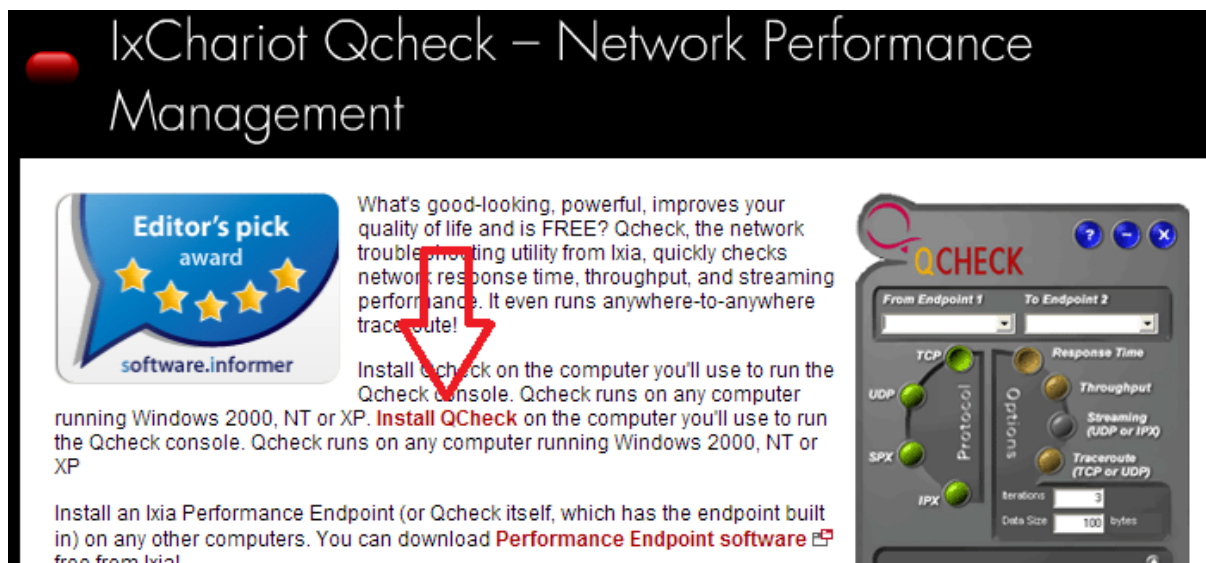 IxChariot Qcheck – Network Performance
Management
Editor's pick
award
software.informer
What's good-looking, powerful, improves your
quality of life and is FREE? Qcheck, the network
troubleshooting utility from Ixia, quickly checks
network response time, throughput, and streaming
performance. It even runs anywhere-to-anywhere
traceroute!
Install Qcheck on the computer you'll use to run the
Qcheck console. Qcheck runs on any computer
running Windows 2000, NT or XP. Install QCheck on the computer you'll use to run
the Qcheck console. Qcheck runs on any computer running Windows 2000, NT or
XP
Install an Ixia Performance Endpoint (or Qcheck itself, which has the endpoint built
in) on any other computers. You can download Performance Endpoint software
free from Ixia!
QCHECK
?
From Endpoint 1 To Endpoint 2
TCP
UDP
SPX
IPX
Protocol
Options
Response Time
Throughput
Streaming
(UDP or IPX)
Traceroute
(TCP or UDP)
Iterations 3
Data Size 100 bytes